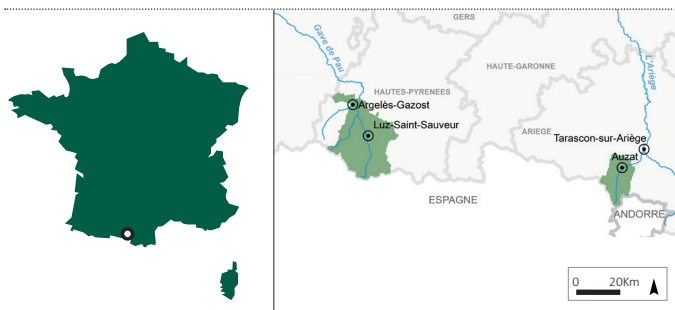 GERS
Gave de Pau
HAUTE-GARONNE
L'Ariège
HAUTES-PYRENEES
Argelès-Gazost
Luz-Saint-Sauveur
ARIEGE
Tarascon-sur-Ariège
Auzat
ESPAGNE
ANDORRE
0 20Km